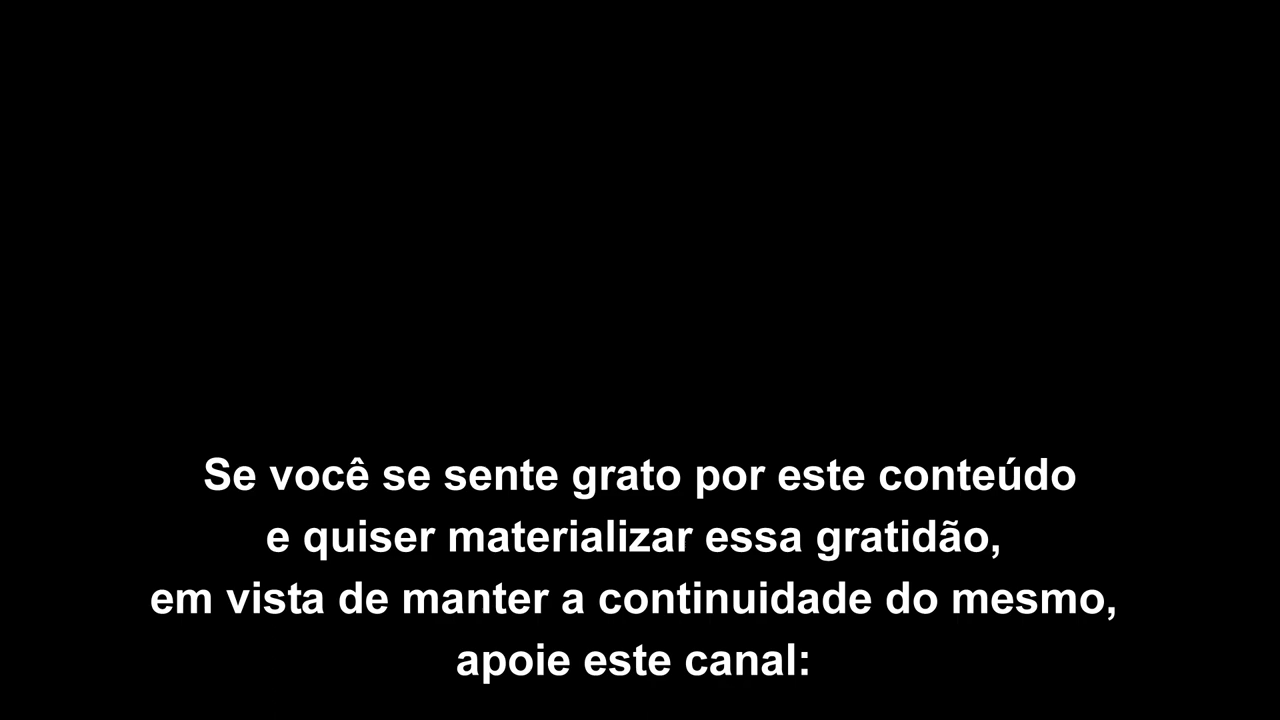 Se você se sente grato por este conteúdo
e quiser materializar essa gratidão,
em vista de manter a continuidade do mesmo,
apoie este canal: